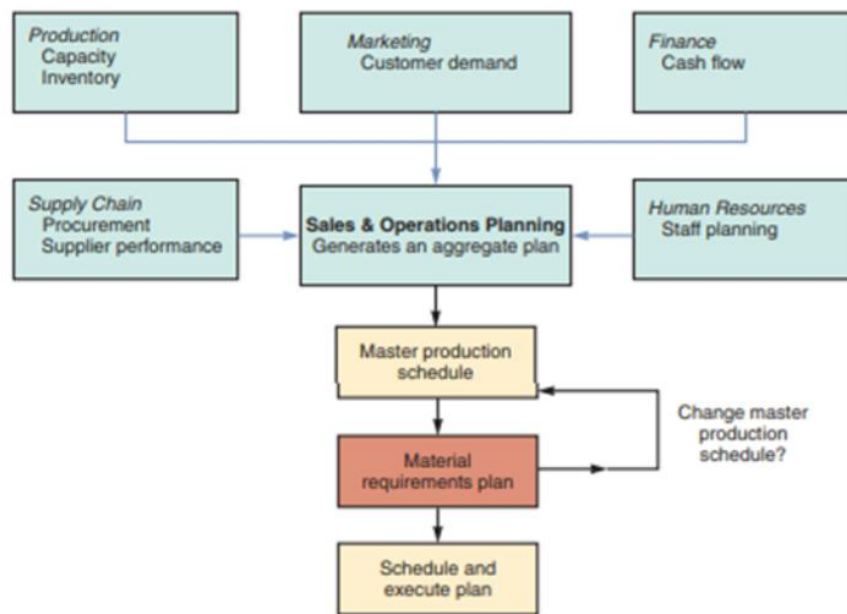 Production
Capacity
Inventory
Marketing
Customer demand
Finance
Cash flow
Supply Chain
Procurement
Supplier performance
Sales & Operations Planning
Generates an aggregate plan
Human Resources
Staff planning
Master production
schedule
Change master
production
schedule?
Material
requirements plan
Schedule and
execute plan